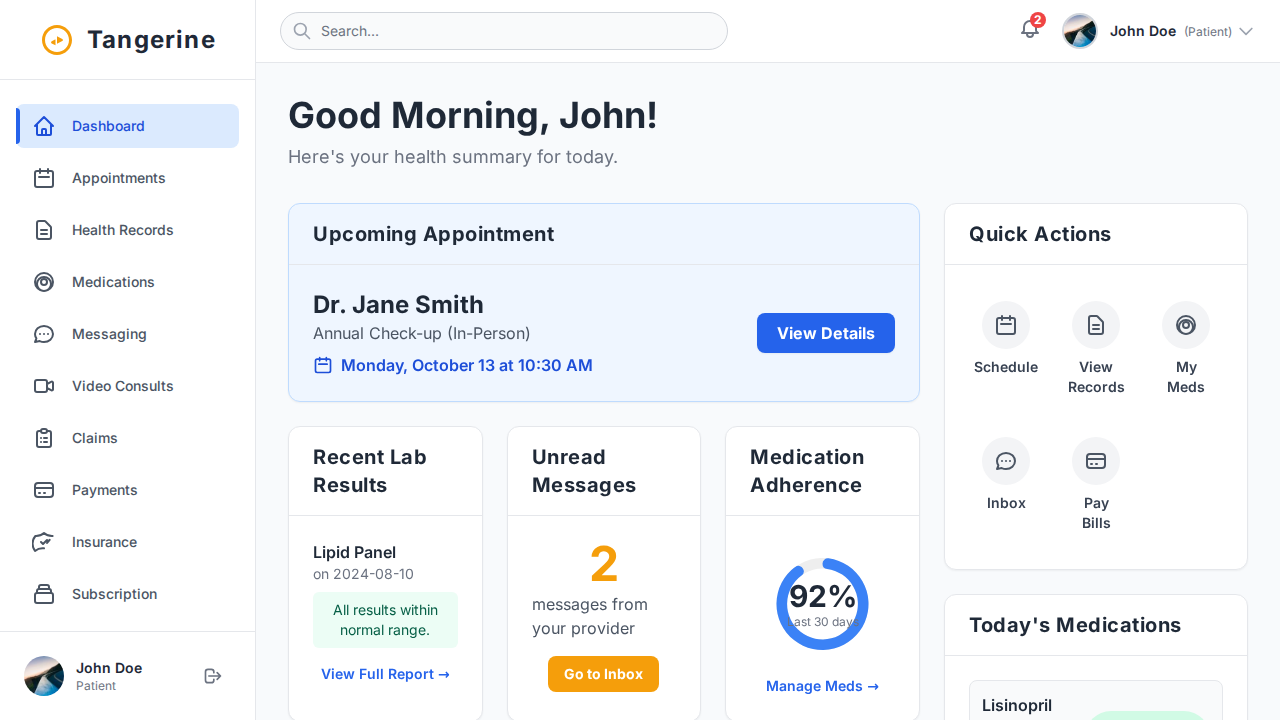 Tangerine
Dashboard
Appointments
Health Records
Medications
Messaging
Video Consults
Claims
Payments
Insurance
Subscription
John Doe
Patient
Search...
2
John Doe (Patient)
Good Morning, John!
Here's your health summary for today.
Upcoming Appointment
Dr. Jane Smith
Annual Check-up (In-Person)
Monday, October 13 at 10:30 AM
View Details
Recent Lab
Results
Lipid Panel
on 2024-08-10
All results within
normal range.
View Full Report →
Unread
Messages
2
messages from
your provider
Go to Inbox
Medication
Adherence
92%
Last 30 days
Manage Meds →
Quick Actions
Schedule
View
Records
My
Meds
Inbox
Pay
Bills
Today's Medications
Lisinopril